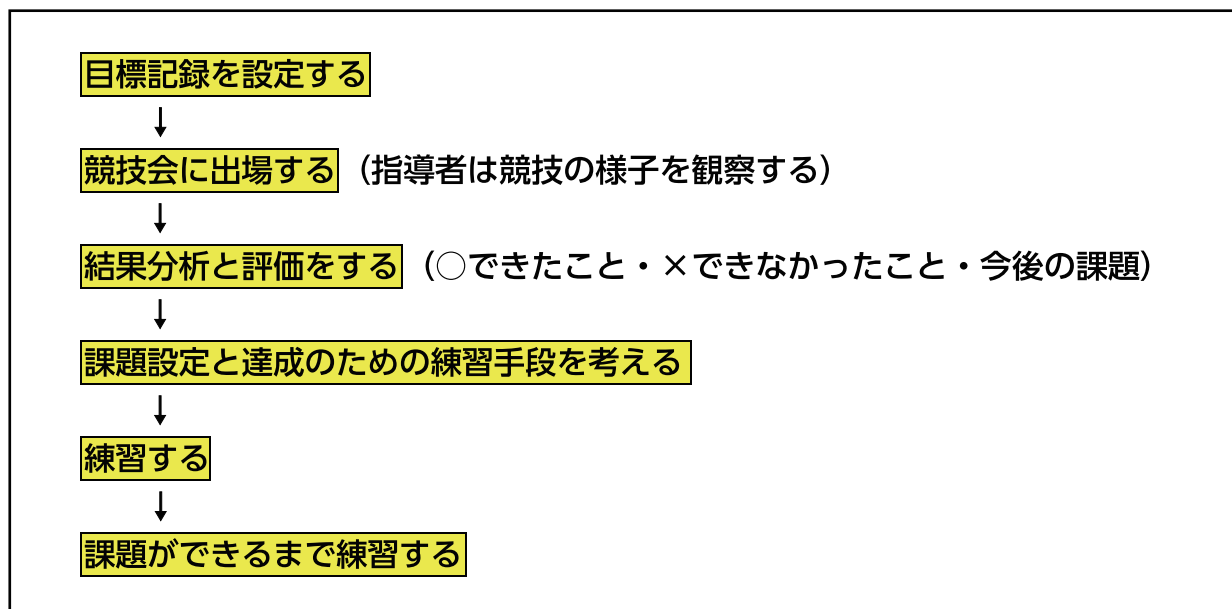 目標記録を設定する
↓
競技会に出場する（指導者は競技の様子を観察する）
↓
結果分析と評価をする（○できたこと・×できなかったこと・今後の課題）
↓
課題設定と達成のための練習手段を考える
↓
練習する
↓
課題ができるまで練習する